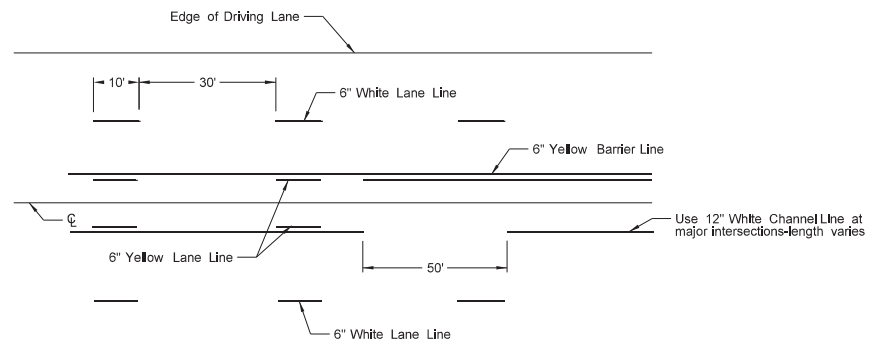 Edge of Driving Lane
10'
30'
6" White Lane Line
6" Yellow Barrier Line
℄
Use 12" White Channel Line at
major intersections-length varies
6" Yellow Lane Line
50'
6" White Lane Line